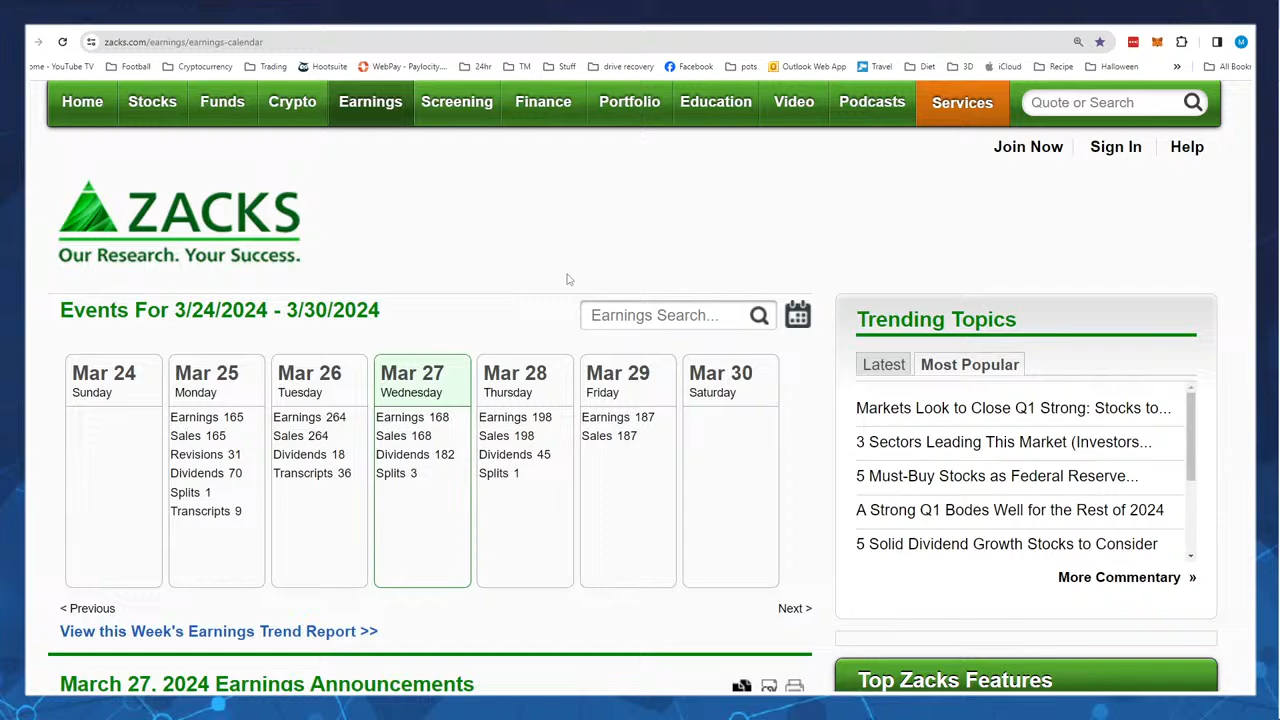 zacks.com/earnings/earnings-calendar
ome - YouTube TV Football Cryptocurrency Trading Hootsuite WebPay - Paylocity.... 24hr TM Stuff drive recovery Facebook pots Outlook Web App Travel Diet 3D iCloud Recipe Halloween » All Book
Home Stocks Funds Crypto Earnings Screening Finance Portfolio Education Video Podcasts Services Quote or Search
Join Now Sign In Help
ZACKS
Our Research. Your Success.
Events For 3/24/2024 - 3/30/2024
Earnings Search...
Mar 24
Sunday
Mar 25
Monday
Earnings 165
Sales 165
Revisions 31
Dividends 70
Splits 1
Transcripts 9
Mar 26
Tuesday
Earnings 264
Sales 264
Dividends 18
Transcripts 36
Mar 27
Wednesday
Earnings 168
Sales 168
Dividends 182
Splits 3
Mar 28
Thursday
Earnings 198
Sales 198
Dividends 45
Splits 1
Mar 29
Friday
Earnings 187
Sales 187
Mar 30
Saturday
< Previous
Next >
View this Week's Earnings Trend Report >>
March 27, 2024 Earnings Announcements
Trending Topics
Latest Most Popular
Markets Look to Close Q1 Strong: Stocks to...
3 Sectors Leading This Market (Investors...
5 Must-Buy Stocks as Federal Reserve...
A Strong Q1 Bodes Well for the Rest of 2024
5 Solid Dividend Growth Stocks to Consider
More Commentary »
Top Zacks Features